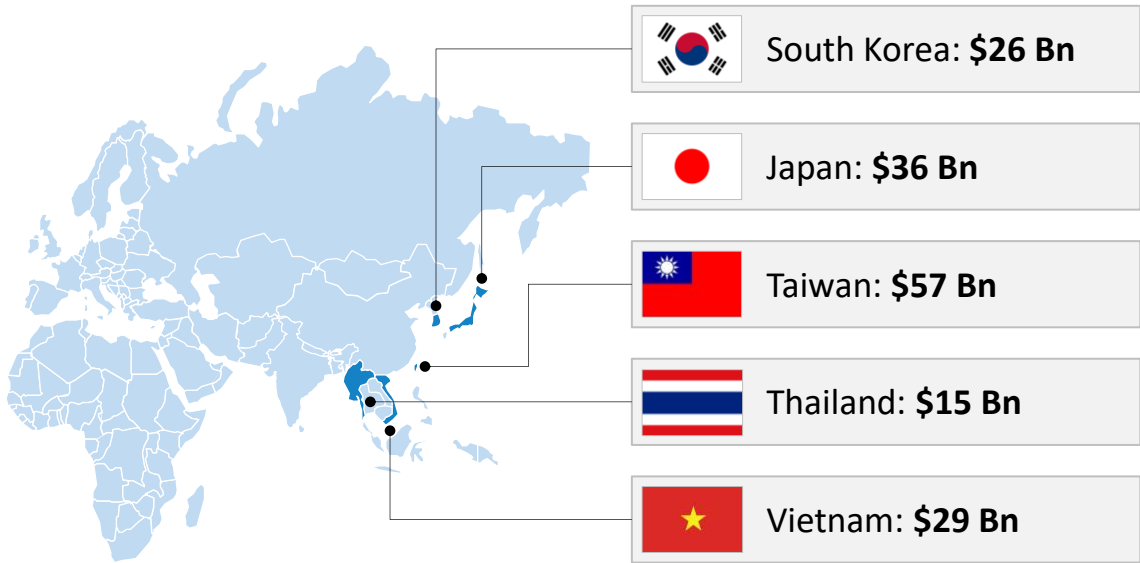 South Korea: $26 Bn
Japan: $36 Bn
Taiwan: $57 Bn
Thailand: $15 Bn
Vietnam: $29 Bn